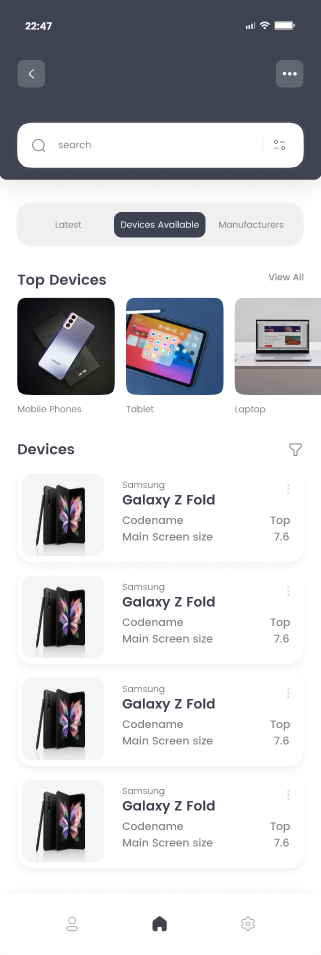 22:47
search
Latest
Devices Available
Manufacturers
Top Devices
View All
Mobile Phones
Tablet
Laptop
Devices
Samsung
Galaxy Z Fold
Codename Top
Main Screen size 7.6
Samsung
Galaxy Z Fold
Codename Top
Main Screen size 7.6
Samsung
Galaxy Z Fold
Codename Top
Main Screen size 7.6
Samsung
Galaxy Z Fold
Codename Top
Main Screen size 7.6